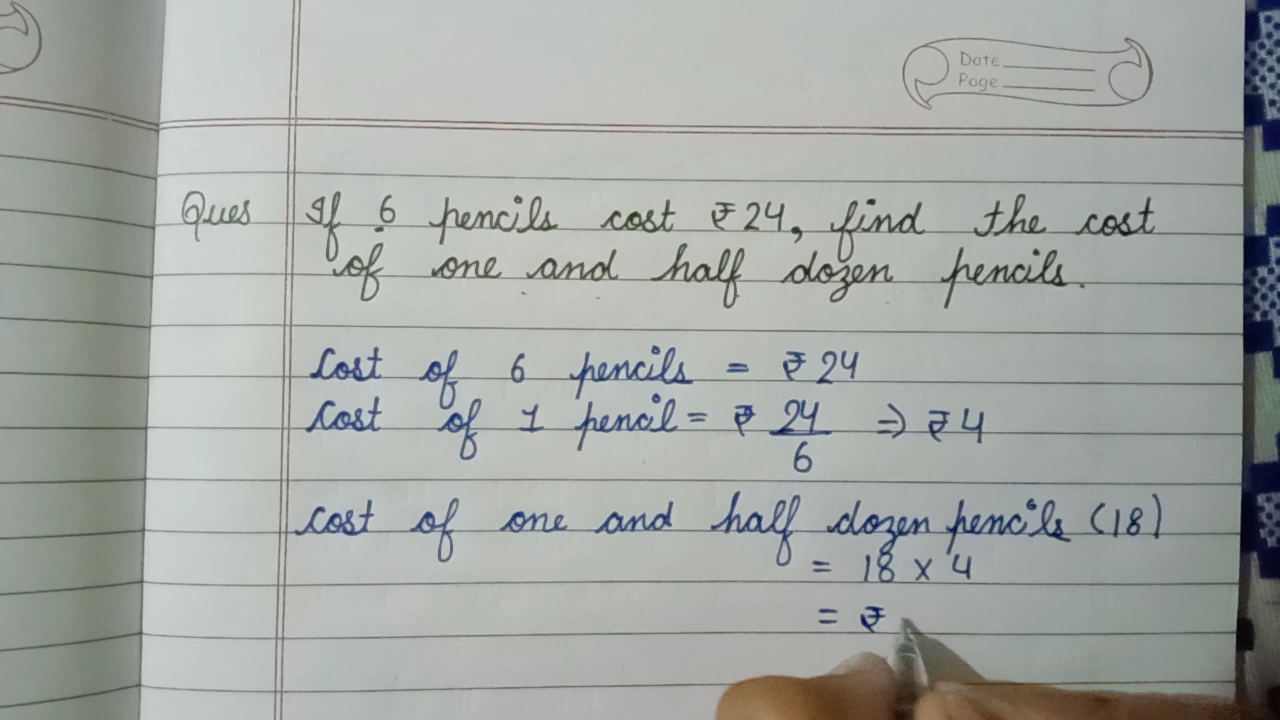 Date
Page
Ques If 6 pencils cost ₹24, find the cost
of one and half dozen pencils.
Cost of 6 pencils = ₹24
Cost of 1 pencil = ₹ 24/6 ⇒ ₹4
cost of one and half dozen pencils (18)
= 18 × 4
= ₹